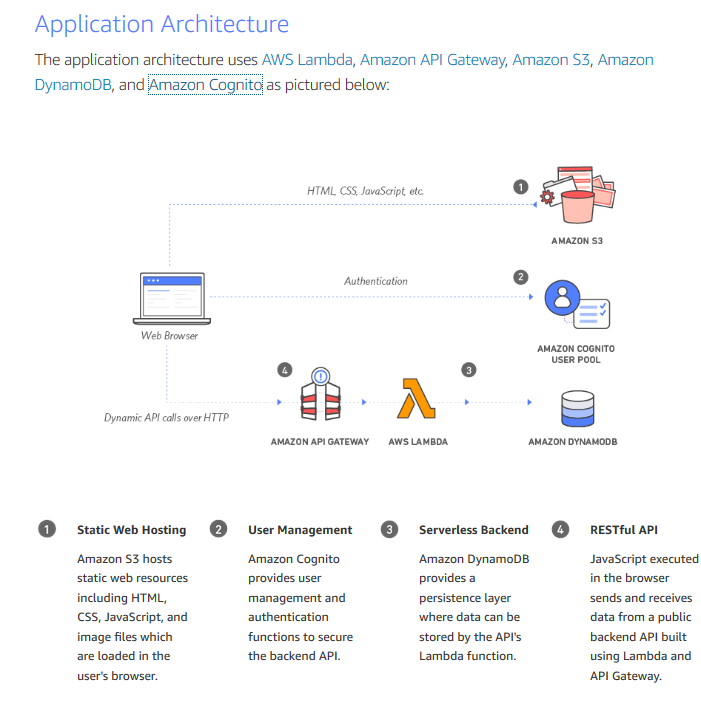 Application Architecture
The application architecture uses AWS Lambda, Amazon API Gateway, Amazon S3, Amazon
DynamoDB, and Amazon Cognito as pictured below:
HTML, CSS, JavaScript, etc.
1
AMAZON S3
Authentication
2
Web Browser
AMAZON COGNITO
USER POOL
4
3
Dynamic API calls over HTTP
AMAZON API GATEWAY
AWS LAMBDA
AMAZON DYNAMODB
1
Static Web Hosting
Amazon S3 hosts
static web resources
including HTML,
CSS, JavaScript, and
image files which
are loaded in the
user's browser.
2
User Management
Amazon Cognito
provides user
management and
authentication
functions to secure
the backend API.
3
Serverless Backend
Amazon DynamoDB
provides a
persistence layer
where data can be
stored by the API's
Lambda function.
4
RESTful API
JavaScript executed
in the browser
sends and receives
data from a public
backend API built
using Lambda and
API Gateway.